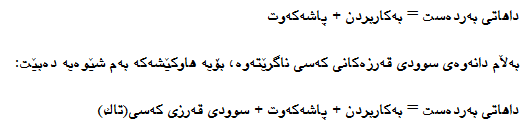 داهاتی بەردەست = بەکاربردن + پاشەکەوت
بەڵام دانەوەی سوودی قەرزەکانی کەسی ناگرێتەوە، بۆیە هاوکێشەکە بەم شێوەیە دەبێت:
داهاتی بەردەست = بەکاربردن + پاشەکەوت + سوودی قەرزی کەسی(تاك)